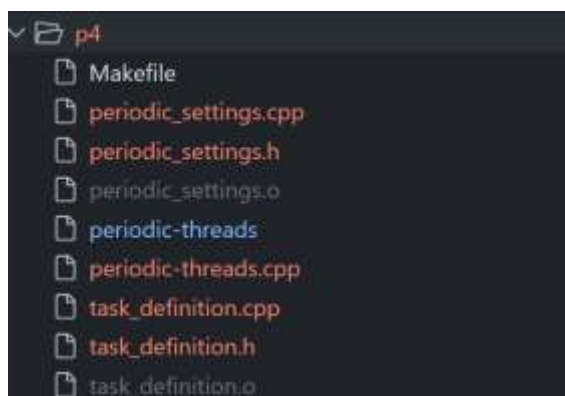 p4
Makefile
periodic_settings.cpp
periodic_settings.h
periodic_settings.o
periodic-threads
periodic-threads.cpp
task_definition.cpp
task_definition.h
task_definition.o